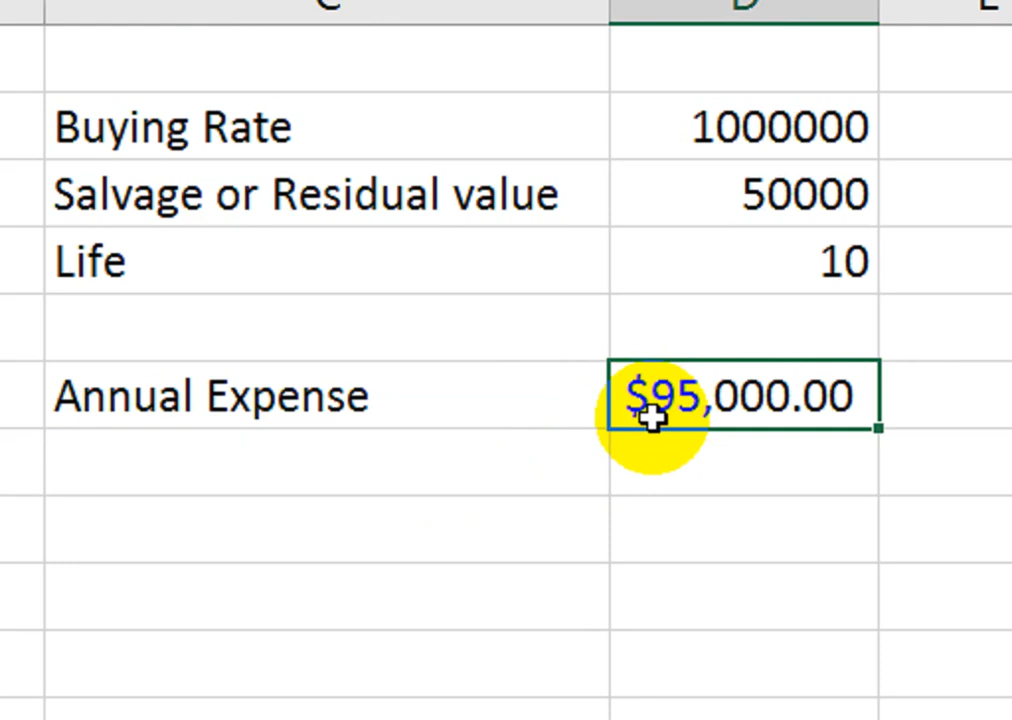 C D E
Buying Rate 1000000
Salvage or Residual value 50000
Life 10
Annual Expense $95,000.00